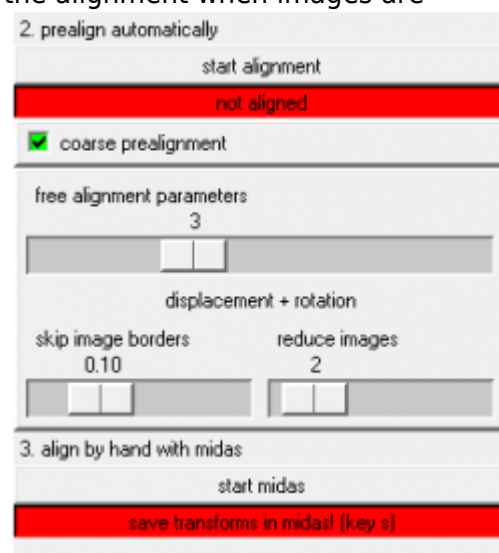 the alignment when images are
2. prealign automatically
start alignment
not aligned
coarse prealignment
free alignment parameters
3
displacement + rotation
skip image borders reduce images
0.10 2
3. align by hand with midas
start midas
save transforms in midas! (key s)